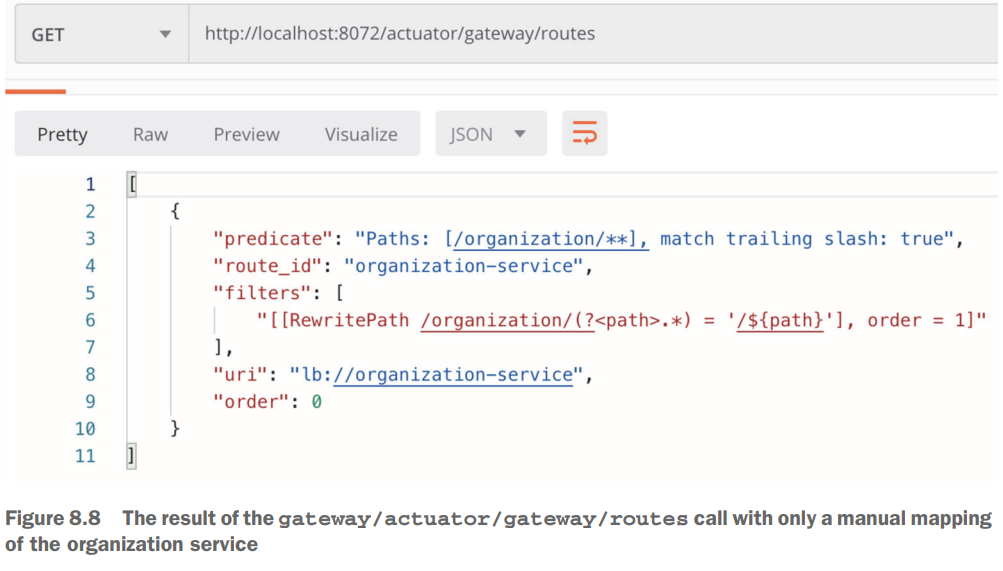 GET http://localhost:8072/actuator/gateway/routes
Pretty Raw Preview Visualize JSON
1 [
2 {
3 "predicate": "Paths: [/organization/**], match trailing slash: true",
4 "route_id": "organization-service",
5 "filters": [
6 "[[RewritePath /organization/(?<path>.*) = '/${path}'], order = 1]"
7 ],
8 "uri": "lb://organization-service",
9 "order": 0
10 }
11 ]
Figure 8.8 The result of the gateway/actuator/gateway/routes call with only a manual mapping
of the organization service